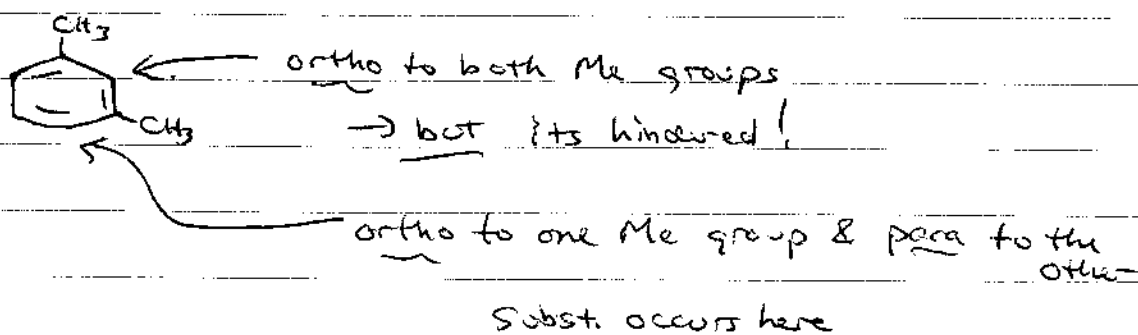 CH3
ortho to both Me groups
CH3
→ but its hindered!
ortho to one Me group & para to the
other
Subst. occurs here